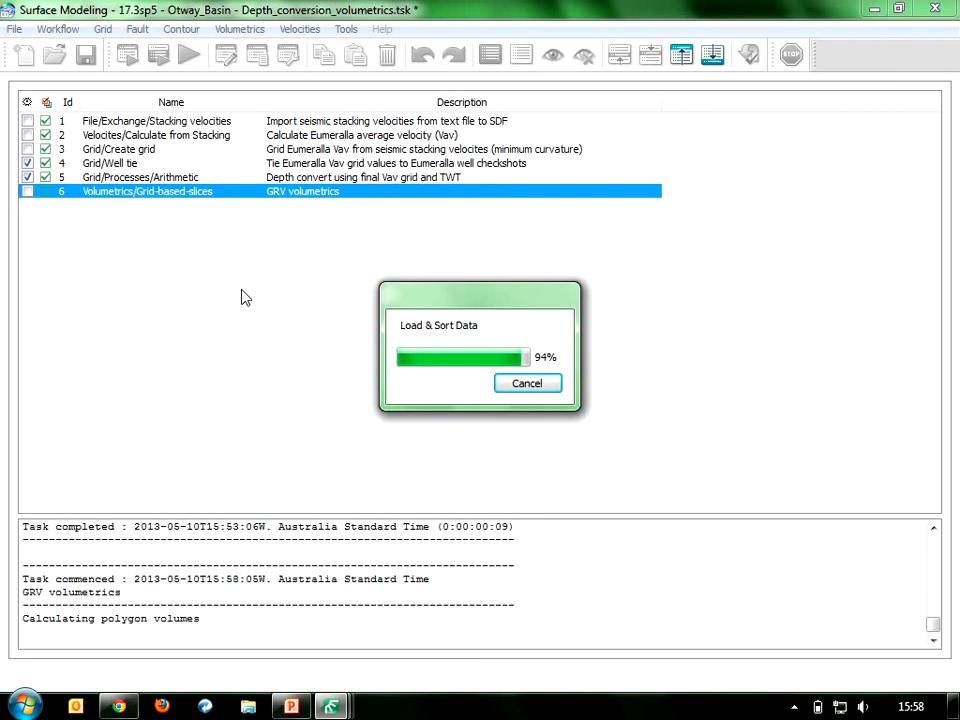 Surface Modeling - 17.3sp5 - Otway_Basin - Depth_conversion_volumetrics.tsk *
File Workflow Grid Fault Contour Volumetrics Velocities Tools Help
STOP
Id Name Description
1 File/Exchange/Stacking velocities Import seismic stacking velocities from text file to SDF
2 Velocites/Calculate from Stacking Calculate Eumeralla average velocity (Vav)
3 Grid/Create grid Grid Eumeralla Vav from seismic stacking velocites (minimum curvature)
4 Grid/Well tie Tie Eumeralla Vav grid values to Eumeralla well checkshots
5 Grid/Processes/Arithmetic Depth convert using final Vav grid and TWT
6 Volumetrics/Grid-based-slices GRV volumetrics
Load & Sort Data
94%
Cancel
Task completed : 2013-05-10T15:53:06W. Australia Standard Time (0:00:00:09)
--------------------------------------------------------------------------
--------------------------------------------------------------------------
Task commenced : 2013-05-10T15:58:05W. Australia Standard Time
GRV volumetrics
--------------------------------------------------------------------------
Calculating polygon volumes
15:58